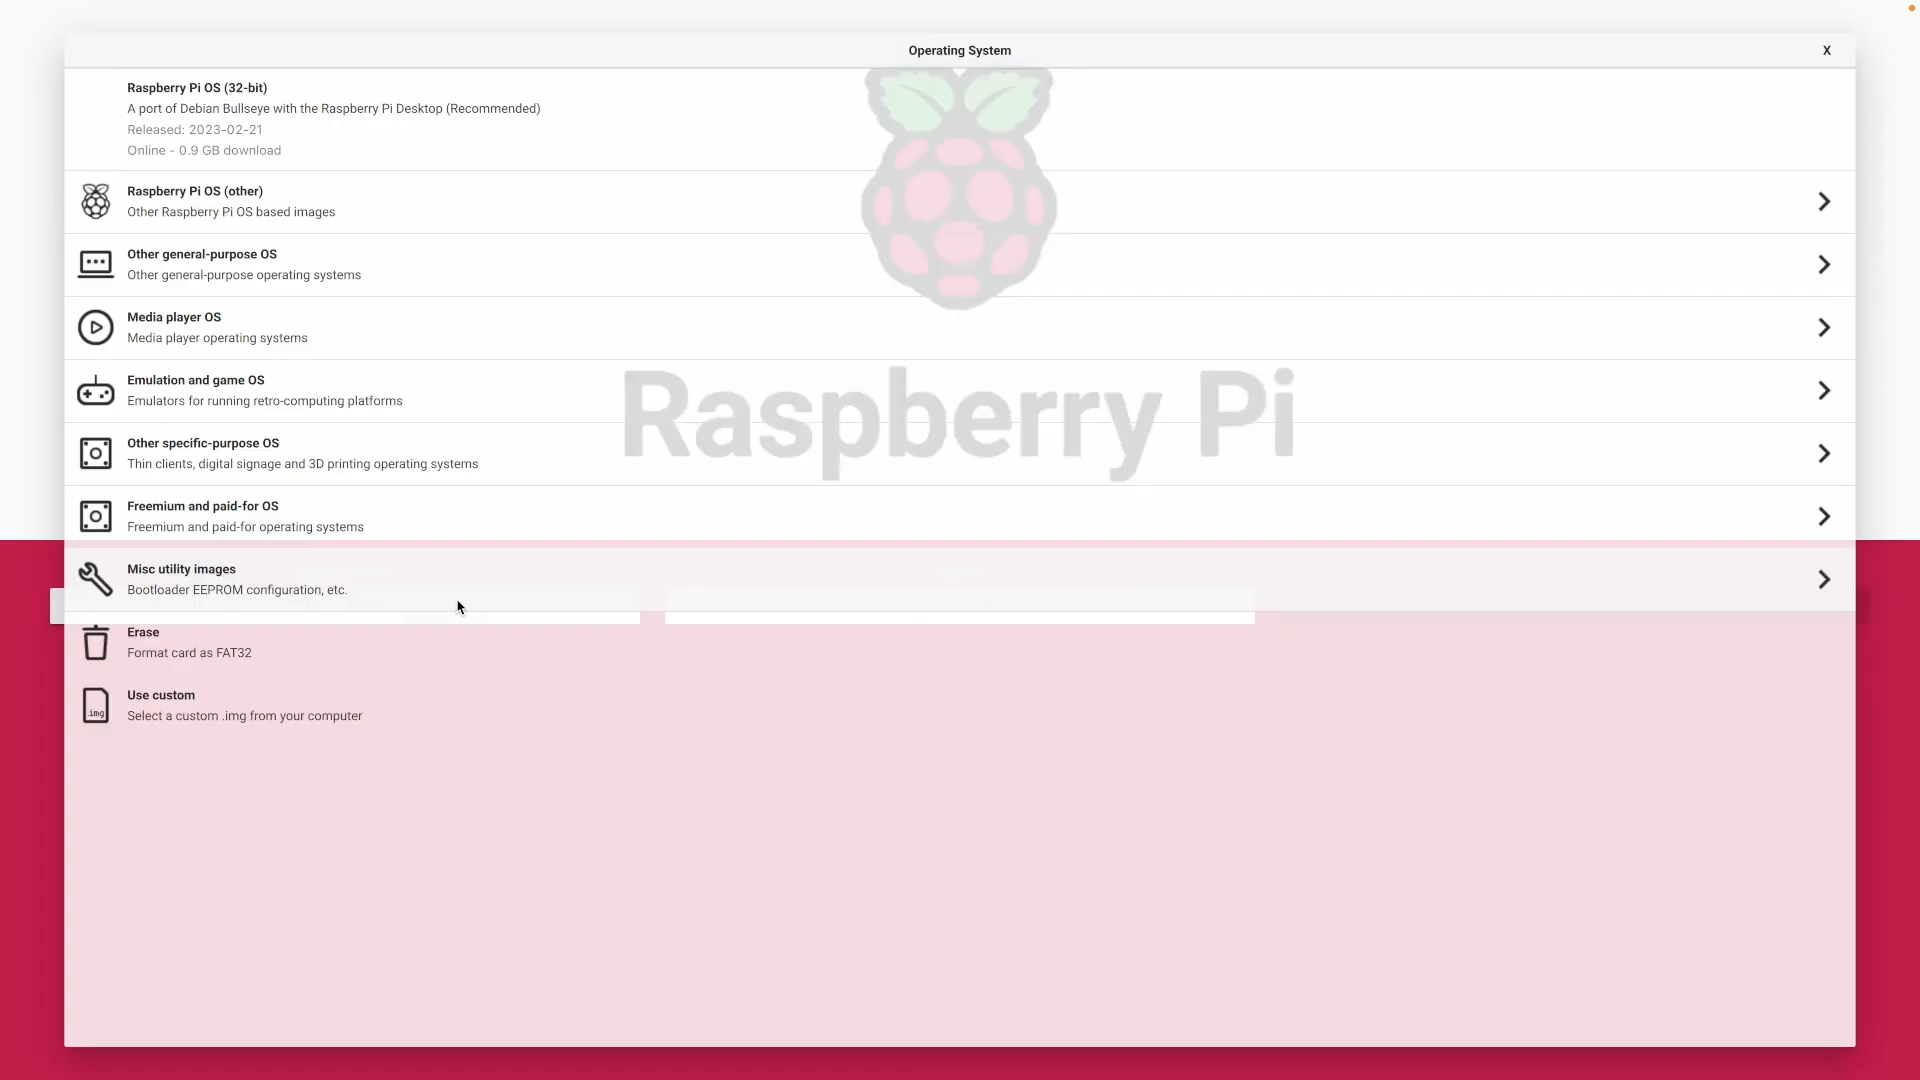 Operating System
X
Raspberry Pi OS (32-bit)
A port of Debian Bullseye with the Raspberry Pi Desktop (Recommended)
Released: 2023-02-21
Online - 0.9 GB download
Raspberry Pi OS (other)
Other Raspberry Pi OS based images
Other general-purpose OS
Other general-purpose operating systems
Media player OS
Media player operating systems
Emulation and game OS
Emulators for running retro-computing platforms
Raspberry Pi
Other specific-purpose OS
Thin clients, digital signage and 3D printing operating systems
Freemium and paid-for OS
Freemium and paid-for operating systems
Misc utility images
Bootloader EEPROM configuration, etc.
Erase
Format card as FAT32
Use custom
.img
Select a custom .img from your computer